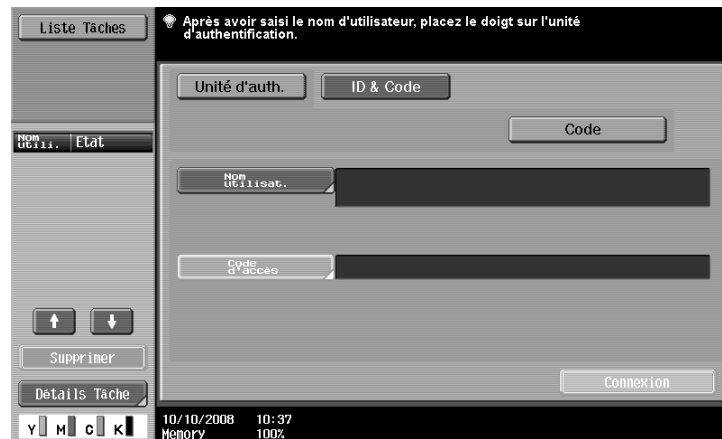 Liste Tâches
Après avoir saisi le nom d'utilisateur, placez le doigt sur l'unité
d'authentification.
Unité d'auth.
ID & Code
Code
Nom
utili.
Etat
Nom
utilisat.
Code
d'accès
Supprimer
Connexion
Détails Tâche
Y M C K
10/10/2008 10:37
Memory 100%